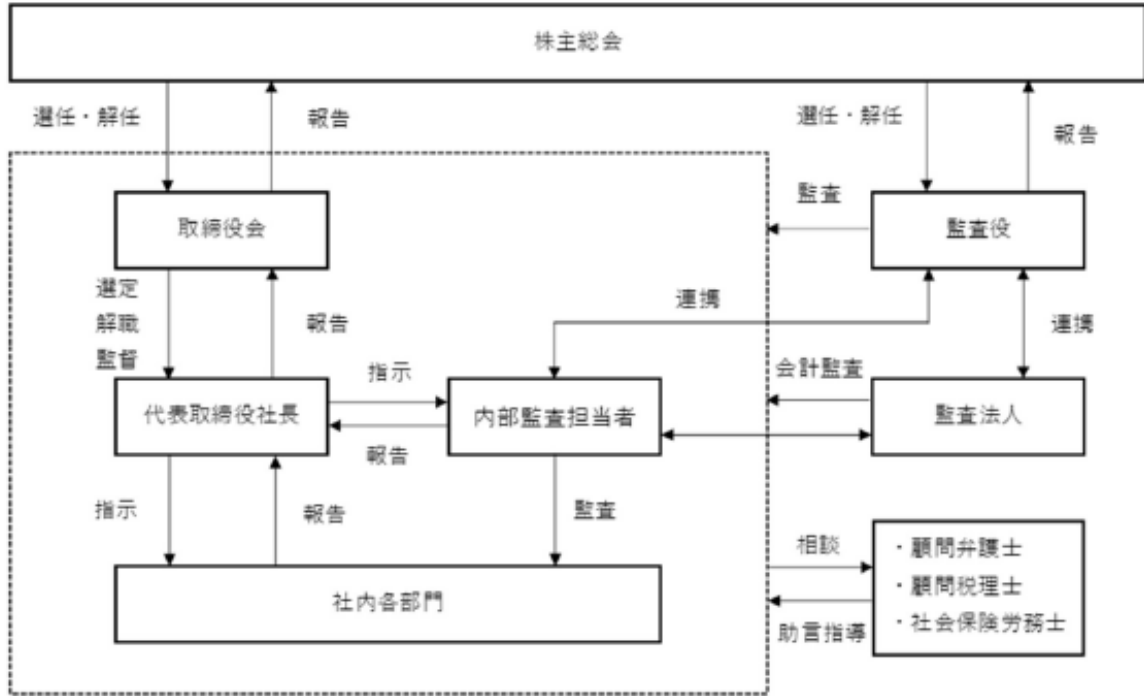 株主総会
選任・解任
報告
選任・解任
報告
取締役会
監査
監査役
選定
解職
監督
報告
連携
連携
代表取締役社長
指示
報告
内部監査担当者
会計監査
監査法人
指示
報告
監査
社内各部門
相談
助言指導
・顧問弁護士
・顧問税理士
・社会保険労務士